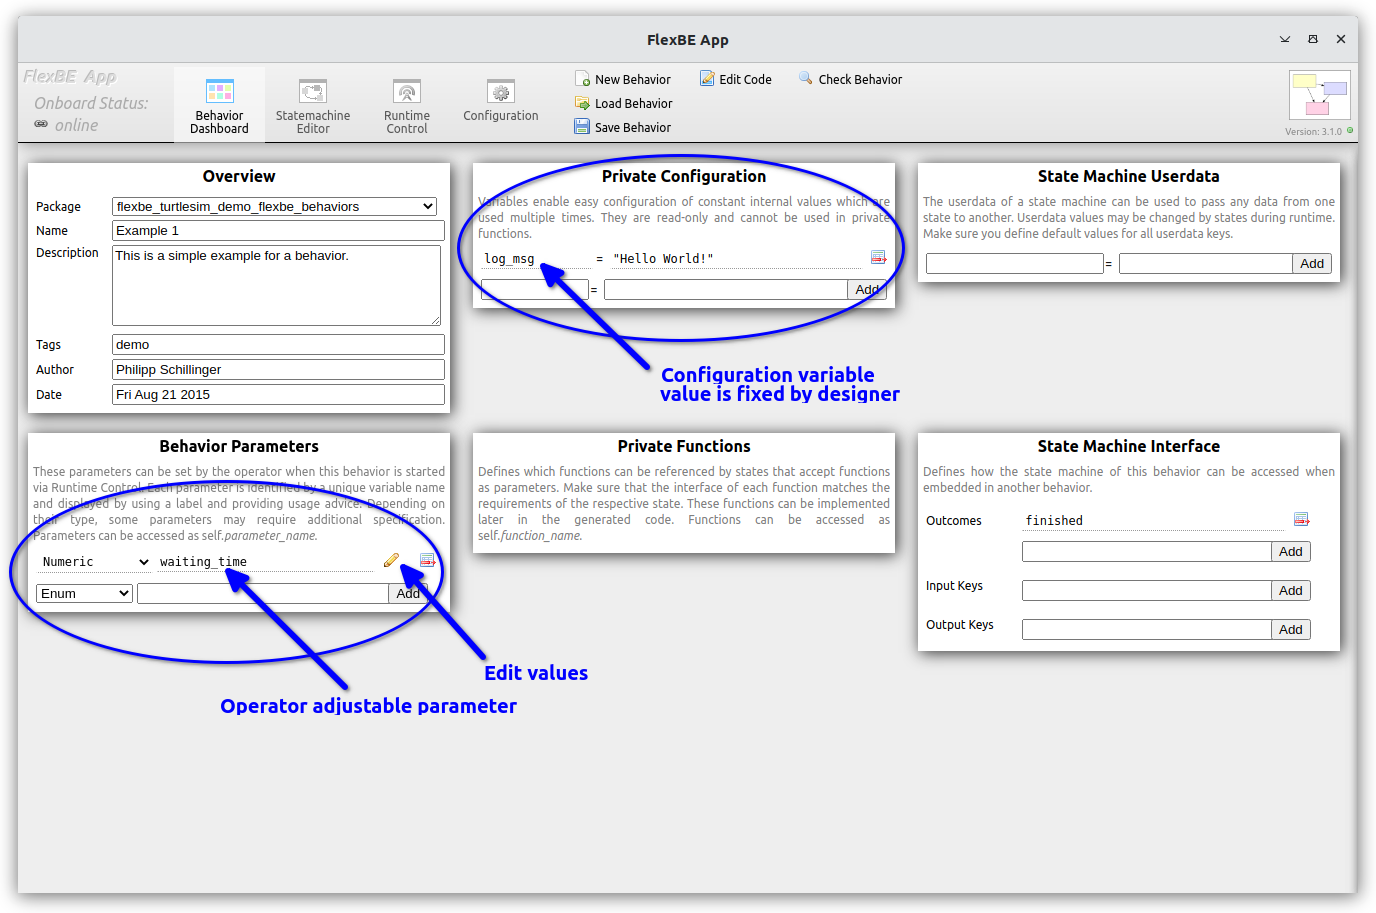 FlexBE App
FlexBE App
Onboard Status:
online
Behavior
Dashboard
Statemachine
Editor
Runtime
Control
Configuration
New Behavior
Load Behavior
Save Behavior
Edit Code
Check Behavior
Version: 3.1.0
Overview
Package
flexbe_turtlesim_demo_flexbe_behaviors
Name
Example 1
Description
This is a simple example for a behavior.
Tags
demo
Author
Philipp Schillinger
Date
Fri Aug 21 2015
Private Configuration
Variables enable easy configuration of constant internal values which are
used multiple times. They are read-only and cannot be used in private
functions.
log_msg = "Hello World!"
= Add
Configuration variable
value is fixed by designer
State Machine Userdata
The userdata of a state machine can be used to pass any data from one
state to another. Userdata values may be changed by states during runtime.
Make sure you define default values for all userdata keys.
= Add
Behavior Parameters
These parameters can be set by the operator when this behavior is started
via Runtime Control. Each parameter is identified by a unique variable name
and displayed by using a label and providing usage advice. Depending on
their type, some parameters may require additional specification.
Parameters can be accessed as self.parameter_name.
Numeric waiting_time
Enum Add
Edit values
Operator adjustable parameter
Private Functions
Defines which functions can be referenced by states that accept functions
as parameters. Make sure that the interface of each function matches the
requirements of the respective state. These functions can be implemented
later in the generated code. Functions can be accessed as
self.function_name.
State Machine Interface
Defines how the state machine of this behavior can be accessed when
embedded in another behavior.
Outcomes
finished
Add
Input Keys
Add
Output Keys
Add